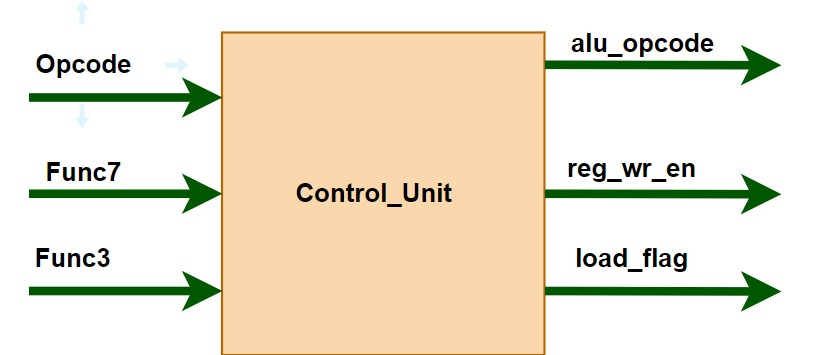 Opcode
Func7
Func3
Control_Unit
alu_opcode
reg_wr_en
load_flag